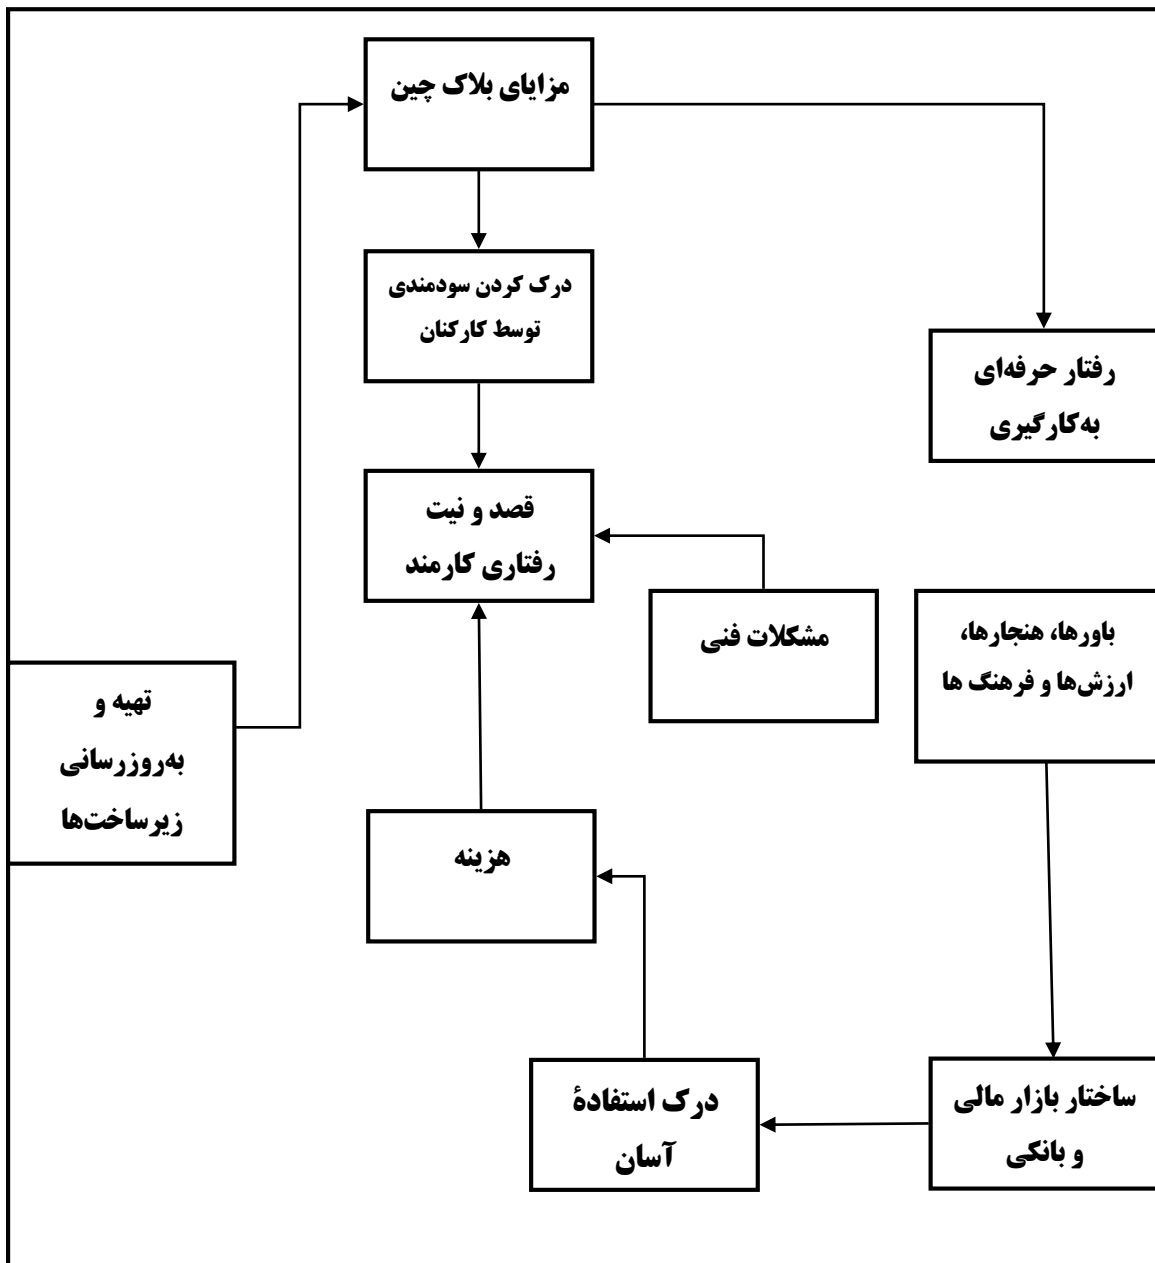 مزایای بلاک چین
درک کردن سودمندی
توسط کارکنان
رفتار حرفه‌ای
به‌کارگیری
قصد و نیت
رفتاری کارمند
مشکلات فنی
باورها، هنجارها،
ارزش‌ها و فرهنگ ها
تهیه و
به‌روزرسانی
زیرساخت‌ها
هزینه
درک استفادهٔ
آسان
ساختار بازار مالی
و بانکی